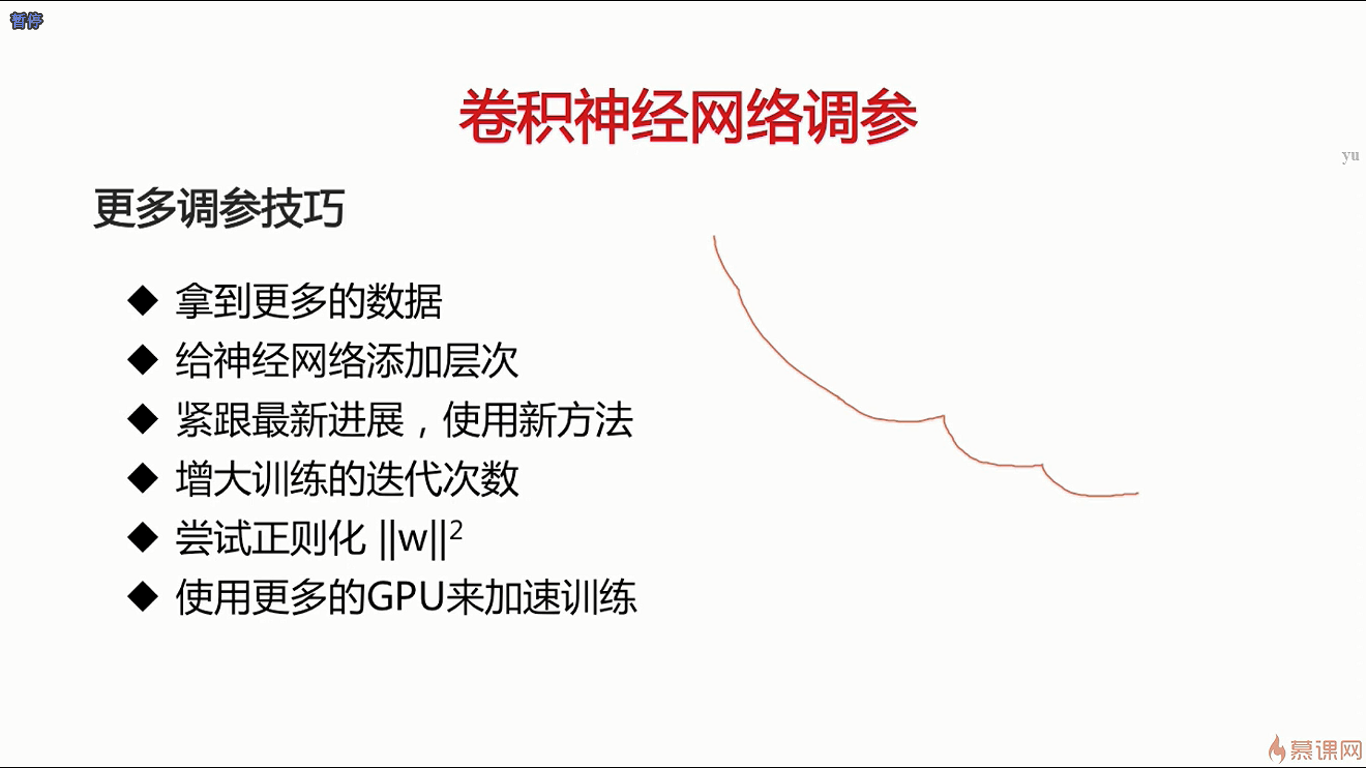 暂停
卷积神经网络调参
yu
更多调参技巧
◆ 拿到更多的数据
◆ 给神经网络添加层次
◆ 紧跟最新进展，使用新方法
◆ 增大训练的迭代次数
◆ 尝试正则化 ||w||²
◆ 使用更多的GPU来加速训练
慕课网